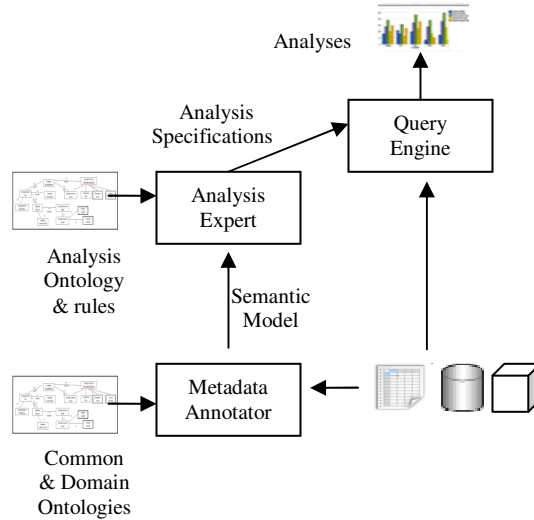 Analyses
Analysis
Specifications
Query
Engine
Analysis
Expert
Analysis
Ontology
& rules
Semantic
Model
Metadata
Annotator
Common
& Domain
Ontologies